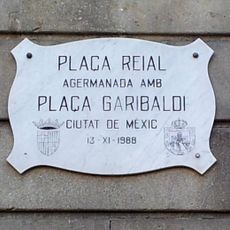 PLAÇA REIAL
AGERMANADA AMB
PLAÇA GARIBALDI
CIUTAT DE MÈXIC
13-XI-1988